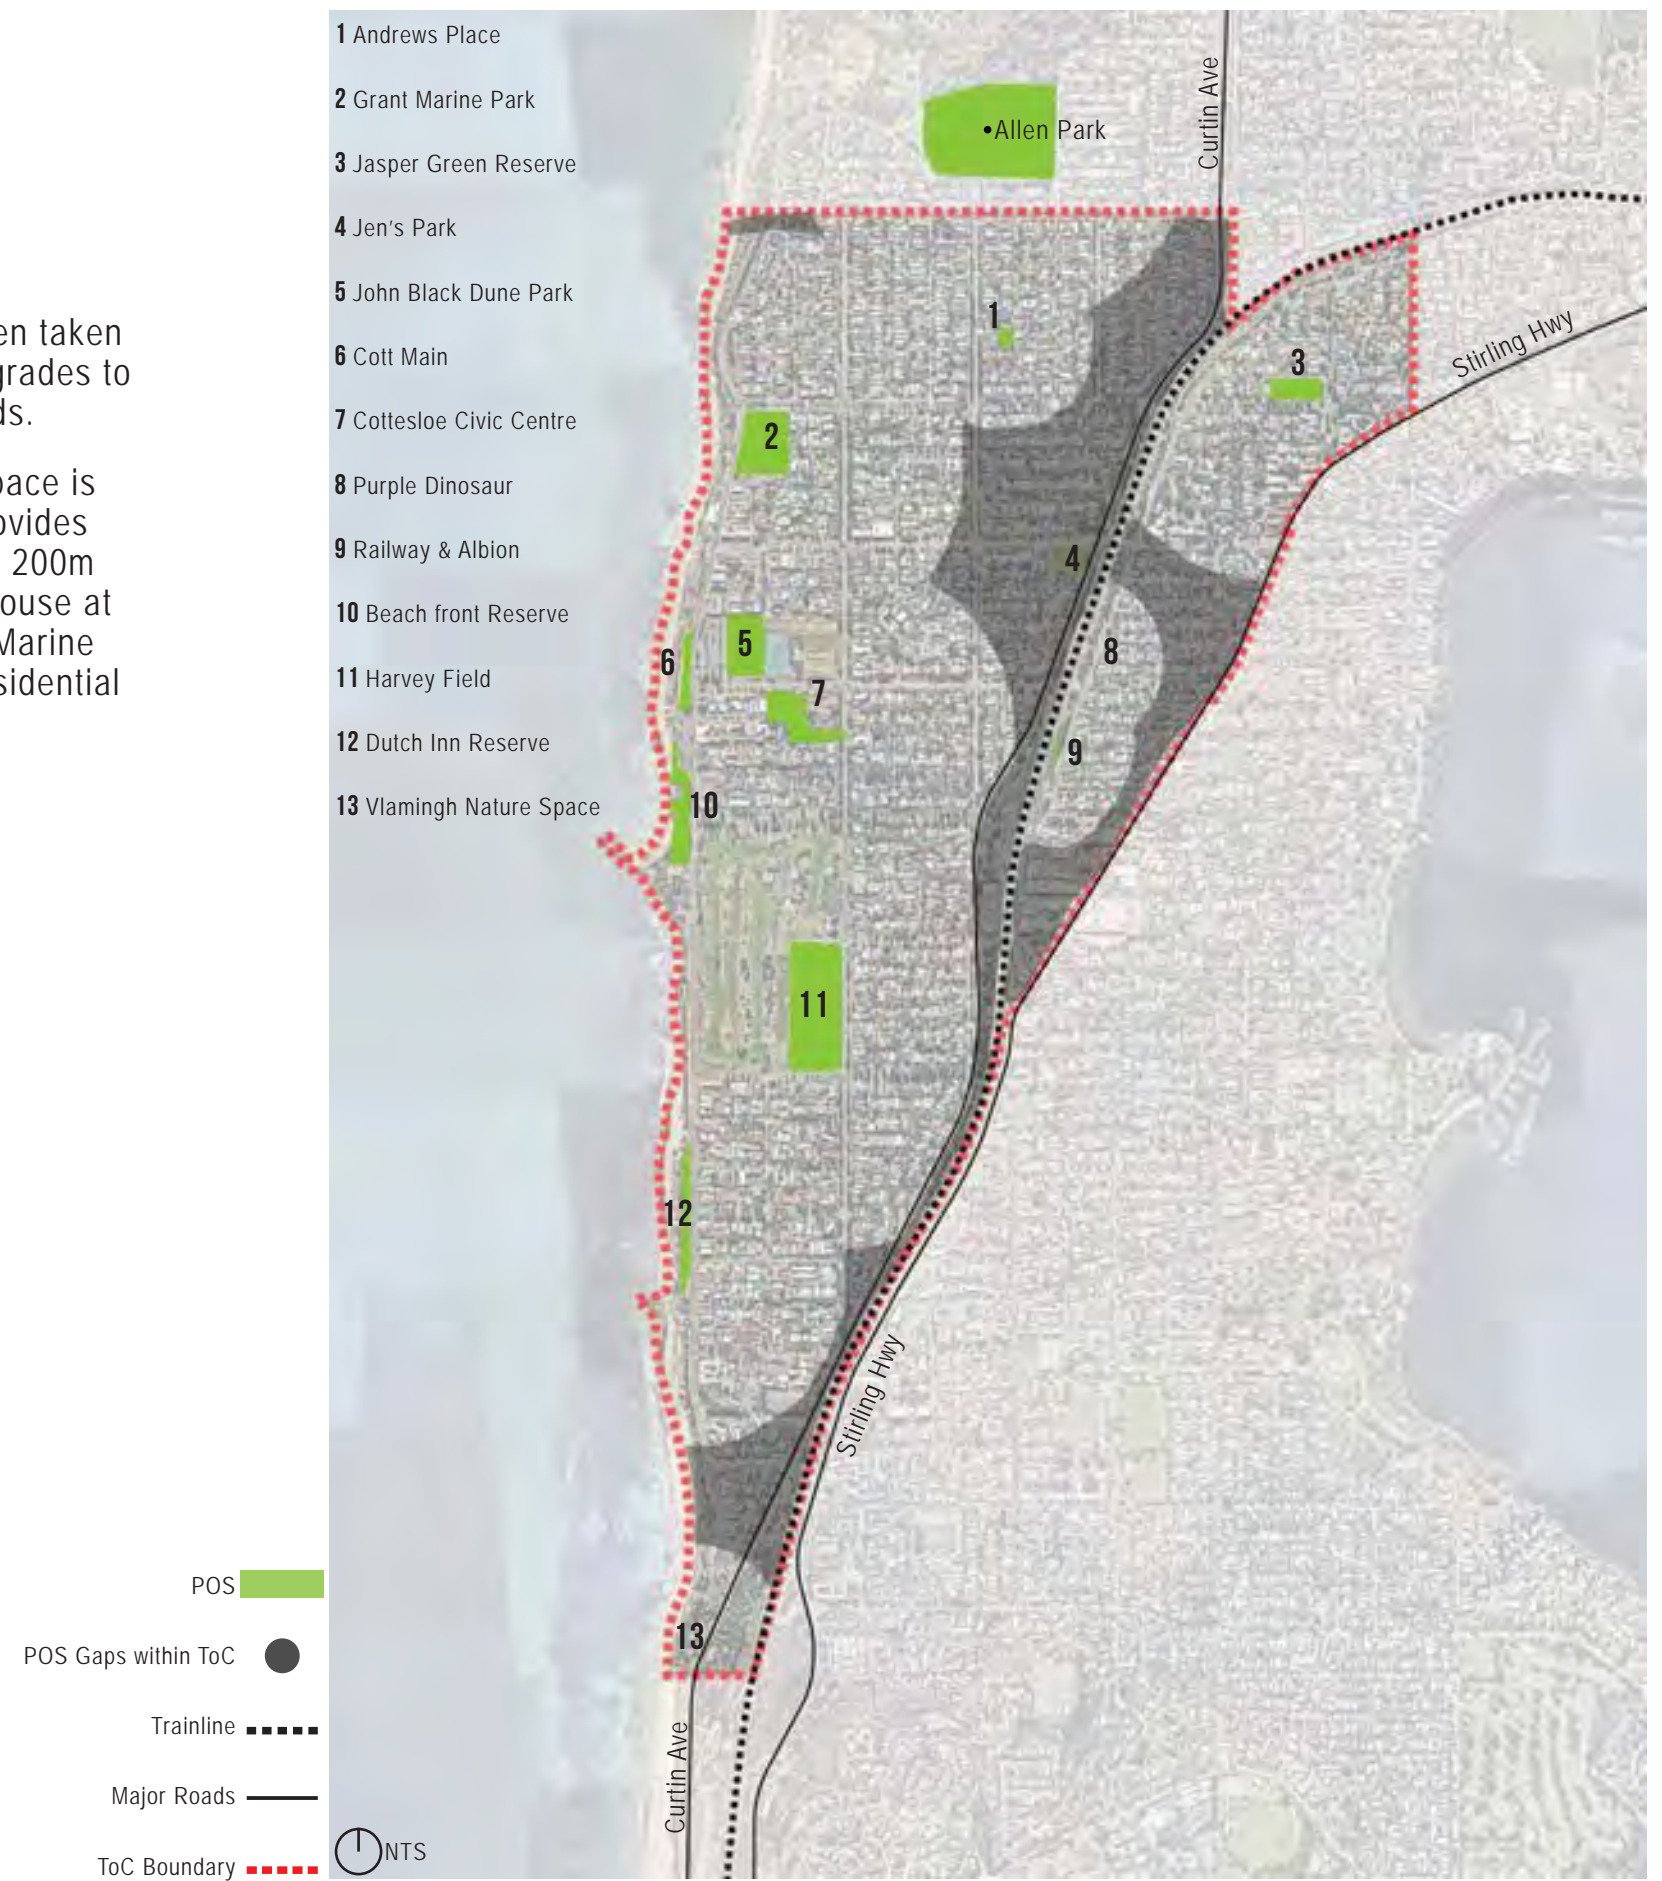 en taken
grades to
ds.
pace is
ovides
200m
ouse at
Marine
sidential
1 Andrews Place
2 Grant Marine Park
3 Jasper Green Reserve
4 Jen's Park
5 John Black Dune Park
6 Cott Main
7 Cottesloe Civic Centre
8 Purple Dinosaur
9 Railway & Albion
10 Beach front Reserve
11 Harvey Field
12 Dutch Inn Reserve
13 Vlamingh Nature Space
Curtin Ave
•Allen Park
Stirling Hwy
1
3
2
4
5
6
8
7
9
10
11
12
Stirling Hwy
13
Curtin Ave
POS
POS Gaps within ToC
Trainline
Major Roads
ToC Boundary
NTS